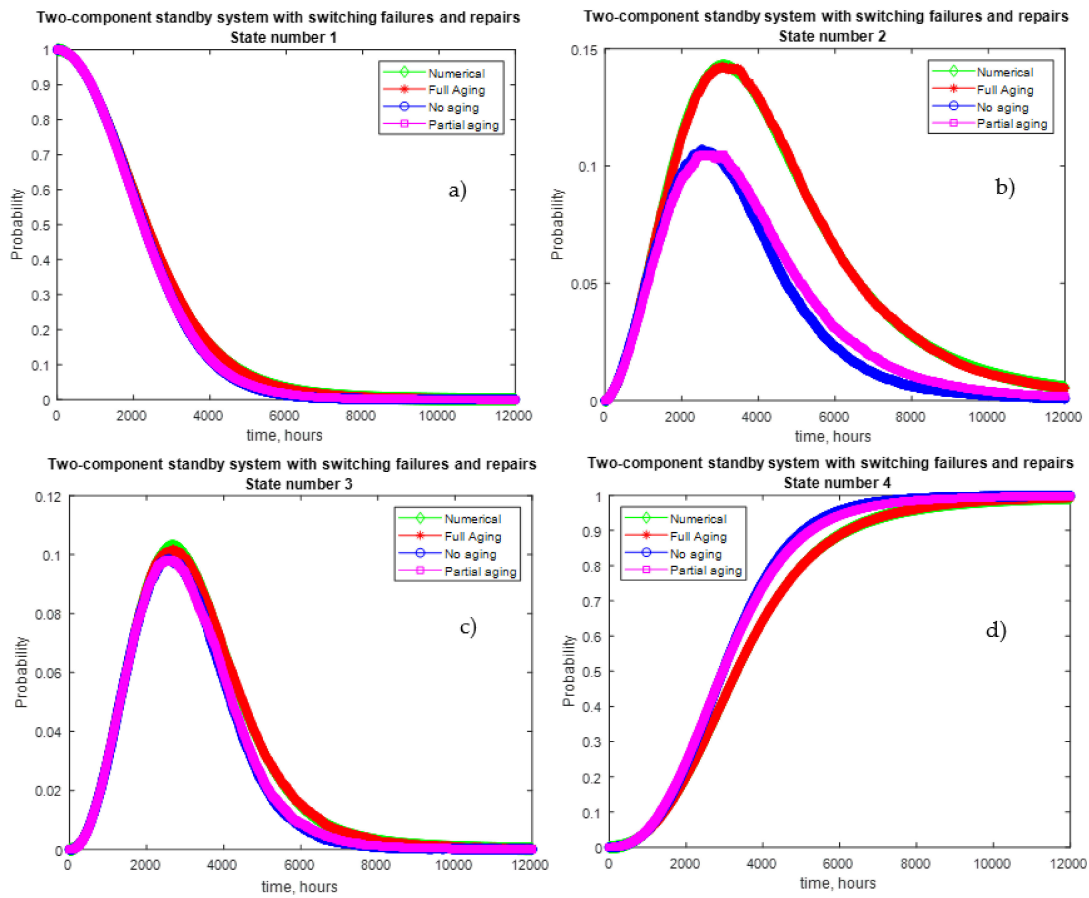 Two-component standby system with switching failures and repairs
State number 1
1
0.9
0.8
0.7
0.6
0.5
0.4
0.3
0.2
0.1
0
Probability
Numerical
Full Aging
No aging
Partial aging
a)
0
2000
4000
6000
8000
10000
12000
time, hours
Two-component standby system with switching failures and repairs
State number 2
0.15
0.1
0.05
0
Probability
Numerical
Full Aging
No aging
Partial aging
b)
0
2000
4000
6000
8000
10000
12000
time, hours
Two-component standby system with switching failures and repairs
State number 3
0.12
0.1
0.08
0.06
0.04
0.02
0
Probability
Numerical
Full Aging
No aging
Partial aging
c)
0
2000
4000
6000
8000
10000
12000
time, hours
Two-component standby system with switching failures and repairs
State number 4
1
0.9
0.8
0.7
0.6
0.5
0.4
0.3
0.2
0.1
0
Probability
Numerical
Full Aging
No aging
Partial aging
d)
0
2000
4000
6000
8000
10000
12000
time, hours